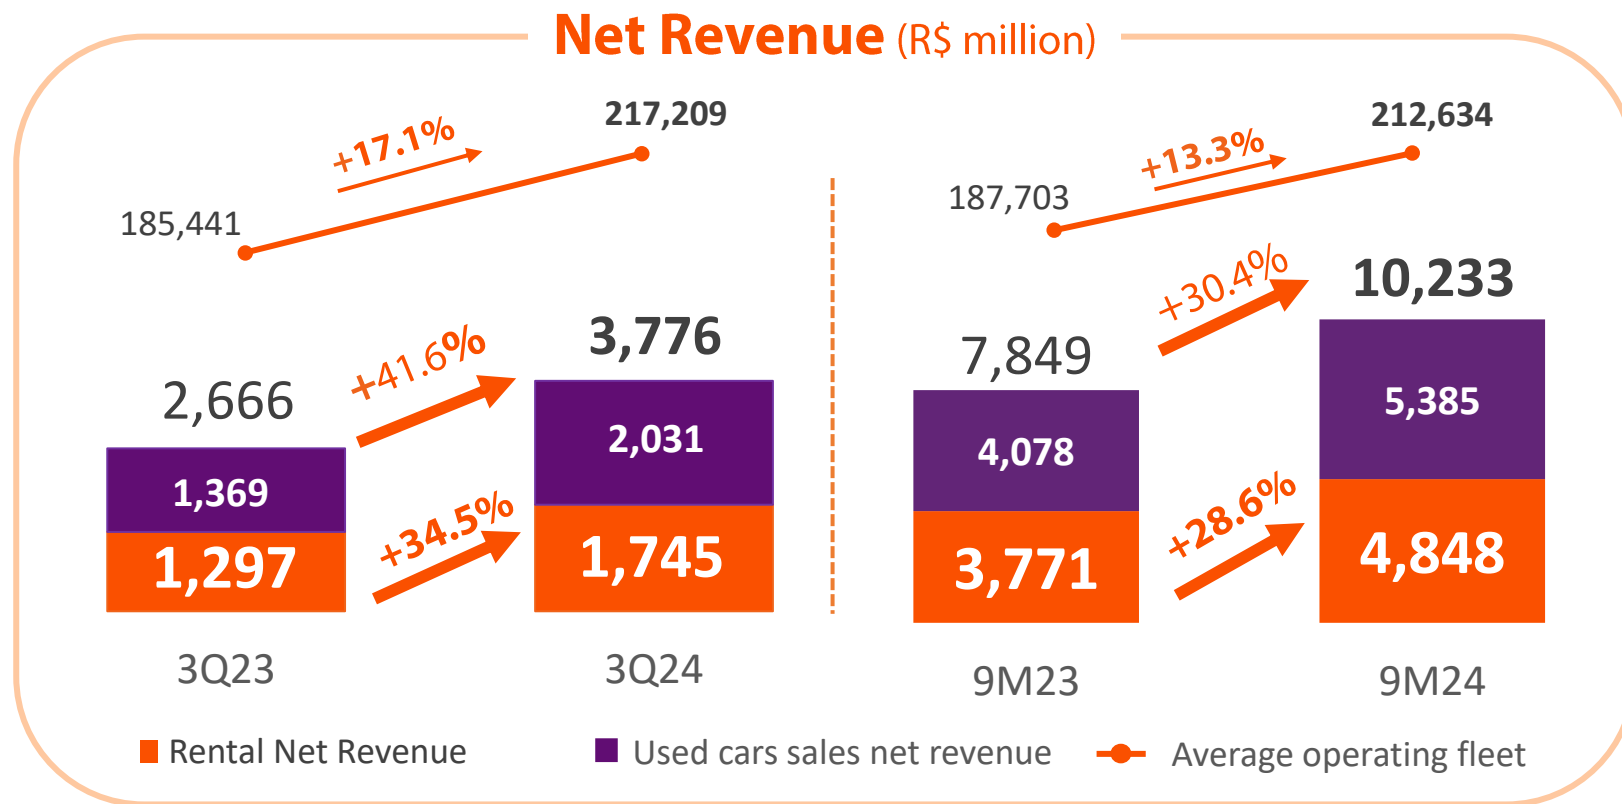 Net Revenue (R$ million)
217,209
+17.1%
185,441
3,776
+41.6%
2,666
2,031
1,369
+34.5%
1,745
1,297
3Q23
3Q24
212,634
+13.3%
187,703
10,233
+30.4%
7,849
5,385
4,078
+28.6%
4,848
3,771
9M23
9M24
Rental Net Revenue
Used cars sales net revenue
Average operating fleet